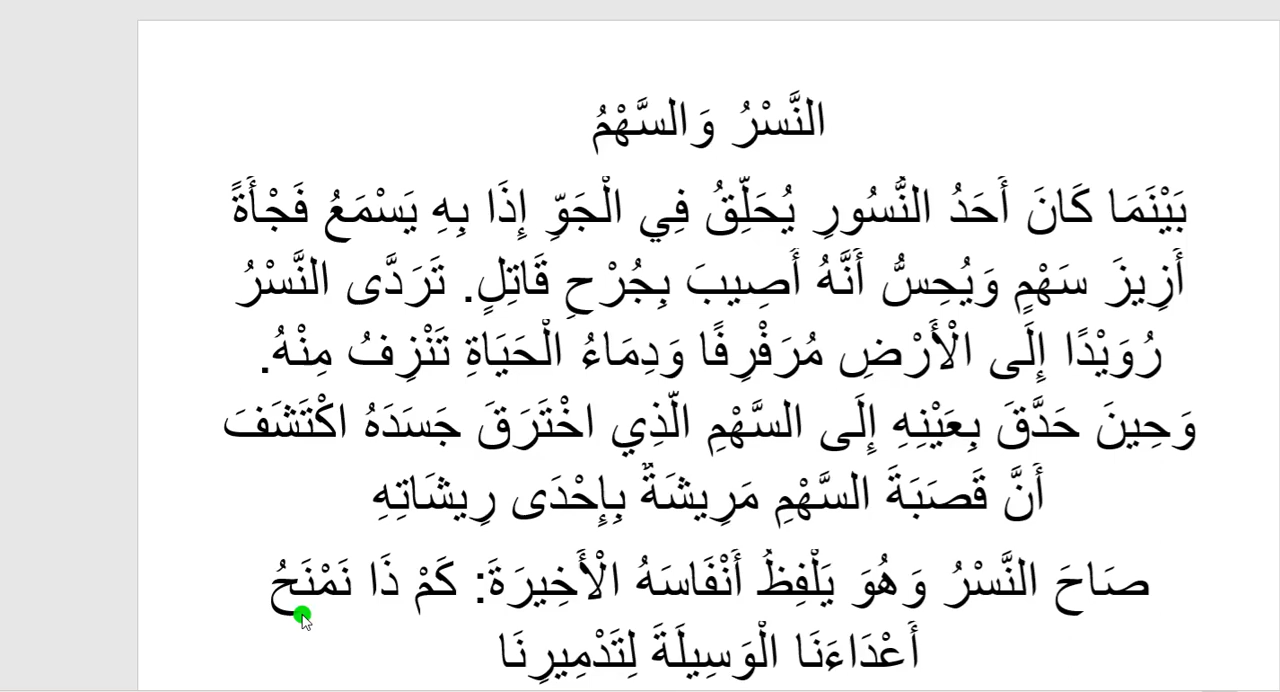 النَّسْرُ وَالسَّهْمُ
بَيْنَمَا كَانَ أَحَدُ النُّسُورِ يُحَلِّقُ فِي الْجَوِّ إِذَا بِهِ يَسْمَعُ فَجْأَةً
أَزِيزَ سَهْمٍ وَيُحِسُّ أَنَّهُ أُصِيبَ بِجُرْحٍ قَاتِلٍ. تَرَدَّى النَّسْرُ
رُوَيْدًا إِلَى الْأَرْضِ مُرَفْرِفًا وَدِمَاءُ الْحَيَاةِ تَنْزِفُ مِنْهُ.
وَحِينَ حَدَّقَ بِعَيْنِهِ إِلَى السَّهْمِ الَّذِي اخْتَرَقَ جَسَدَهُ اكْتَشَفَ
أَنَّ قَصَبَةَ السَّهْمِ مَرِيشَةٌ بِإِحْدَى رِيشَاتِهِ
صَاحَ النَّسْرُ وَهُوَ يَلْفِظُ أَنْفَاسَهُ الْأَخِيرَةَ: كَمْ ذَا نَمْنَحُ
أَعْدَاءَنَا الْوَسِيلَةَ لِتَدْمِيرِنَا